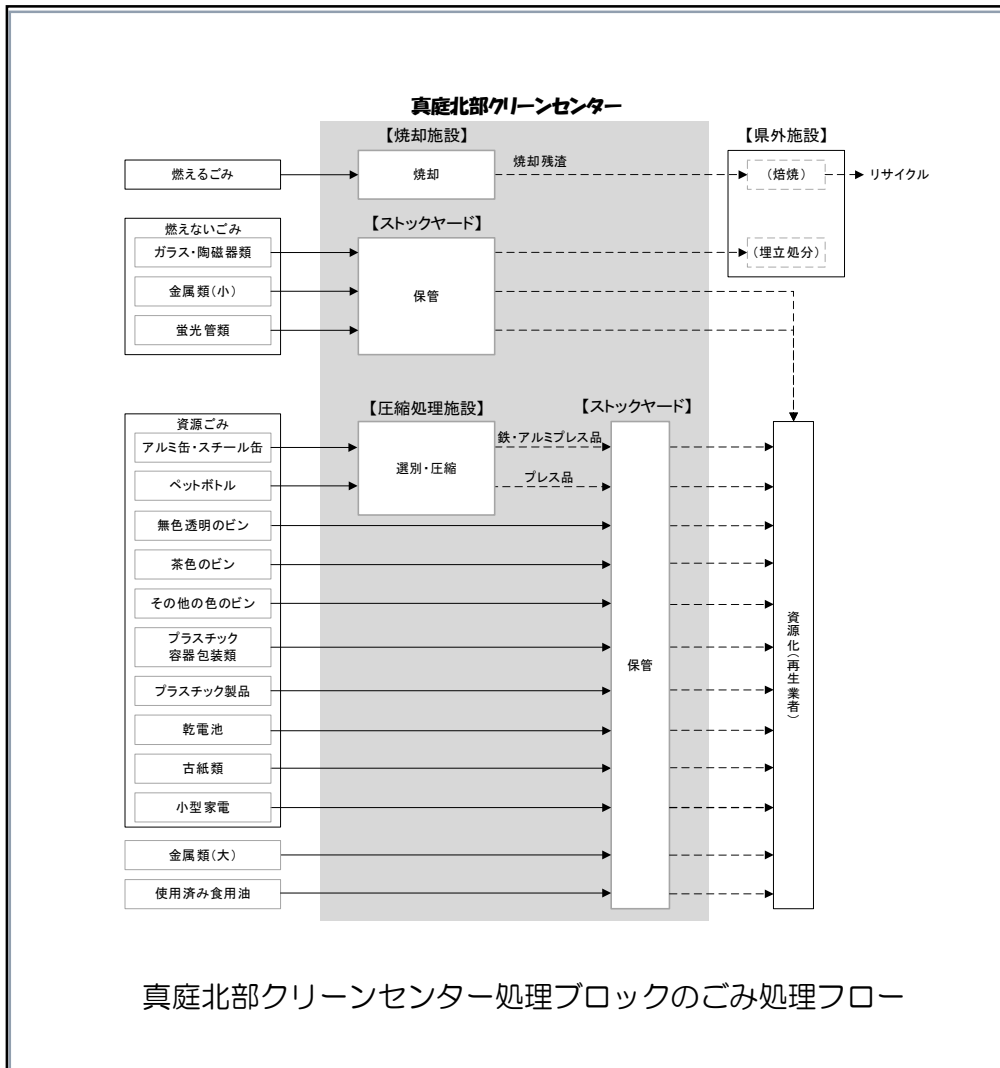 真庭北部クリーンセンター
【焼却施設】
【県外施設】
燃えるごみ
焼却
焼却残渣
(焙焼)
リサイクル
燃えないごみ
【ストックヤード】
ガラス・陶磁器類
(埋立処分)
金属類(小)
保管
蛍光管類
資源ごみ
【圧縮処理施設】
【ストックヤード】
アルミ缶・スチール缶
鉄・アルミプレス品
選別・圧縮
ペットボトル
プレス品
無色透明のビン
茶色のビン
その他の色のビン
プラスチック
容器包装類
保管
資源化(再生業者)
プラスチック製品
乾電池
古紙類
小型家電
金属類(大)
使用済み食用油
真庭北部クリーンセンター処理ブロックのごみ処理フロー